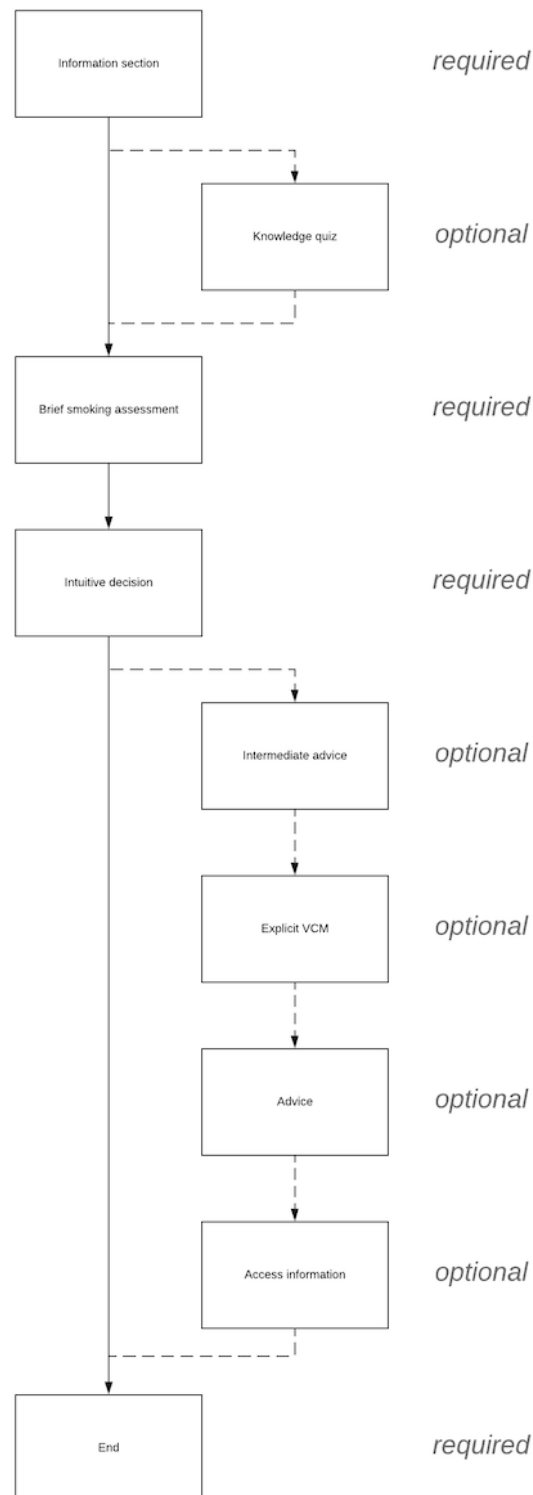 Information section
required
Knowledge quiz
optional
Brief smoking assessment
required
Intuitive decision
required
Intermediate advice
optional
Explicit VCM
optional
Advice
optional
Access information
optional
End
required